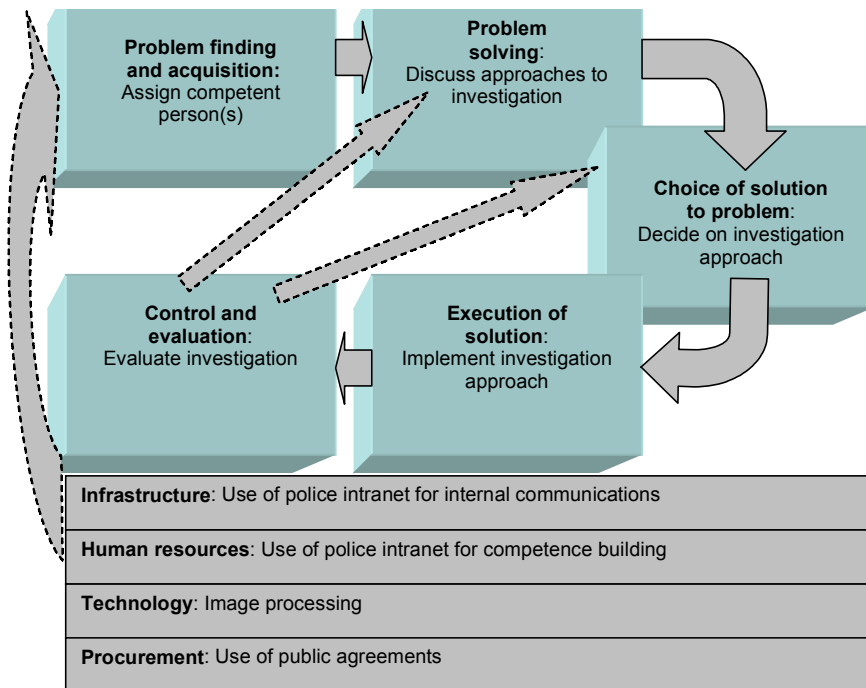 Problem finding
and acquisition:
Assign competent
person(s)
Problem
solving:
Discuss approaches to
investigation
Choice of solution
to problem:
Decide on investigation
approach
Control and
evaluation:
Evaluate investigation
Execution of
solution:
Implement investigation
approach
Infrastructure: Use of police intranet for internal communications
Human resources: Use of police intranet for competence building
Technology: Image processing
Procurement: Use of public agreements